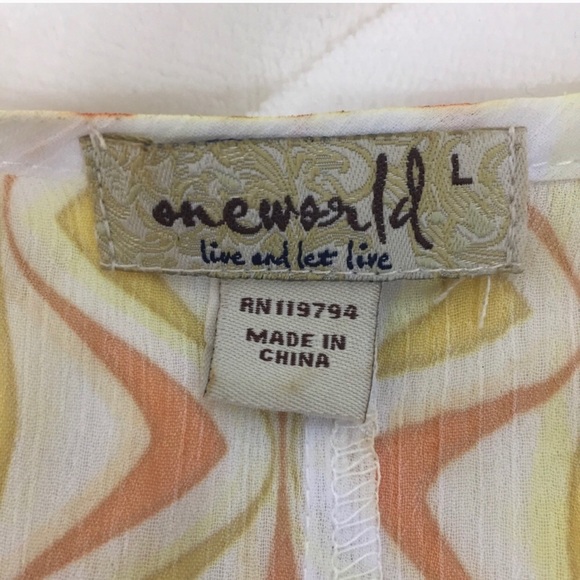 oneworld L
live and let live
RN119794
MADE IN
CHINA